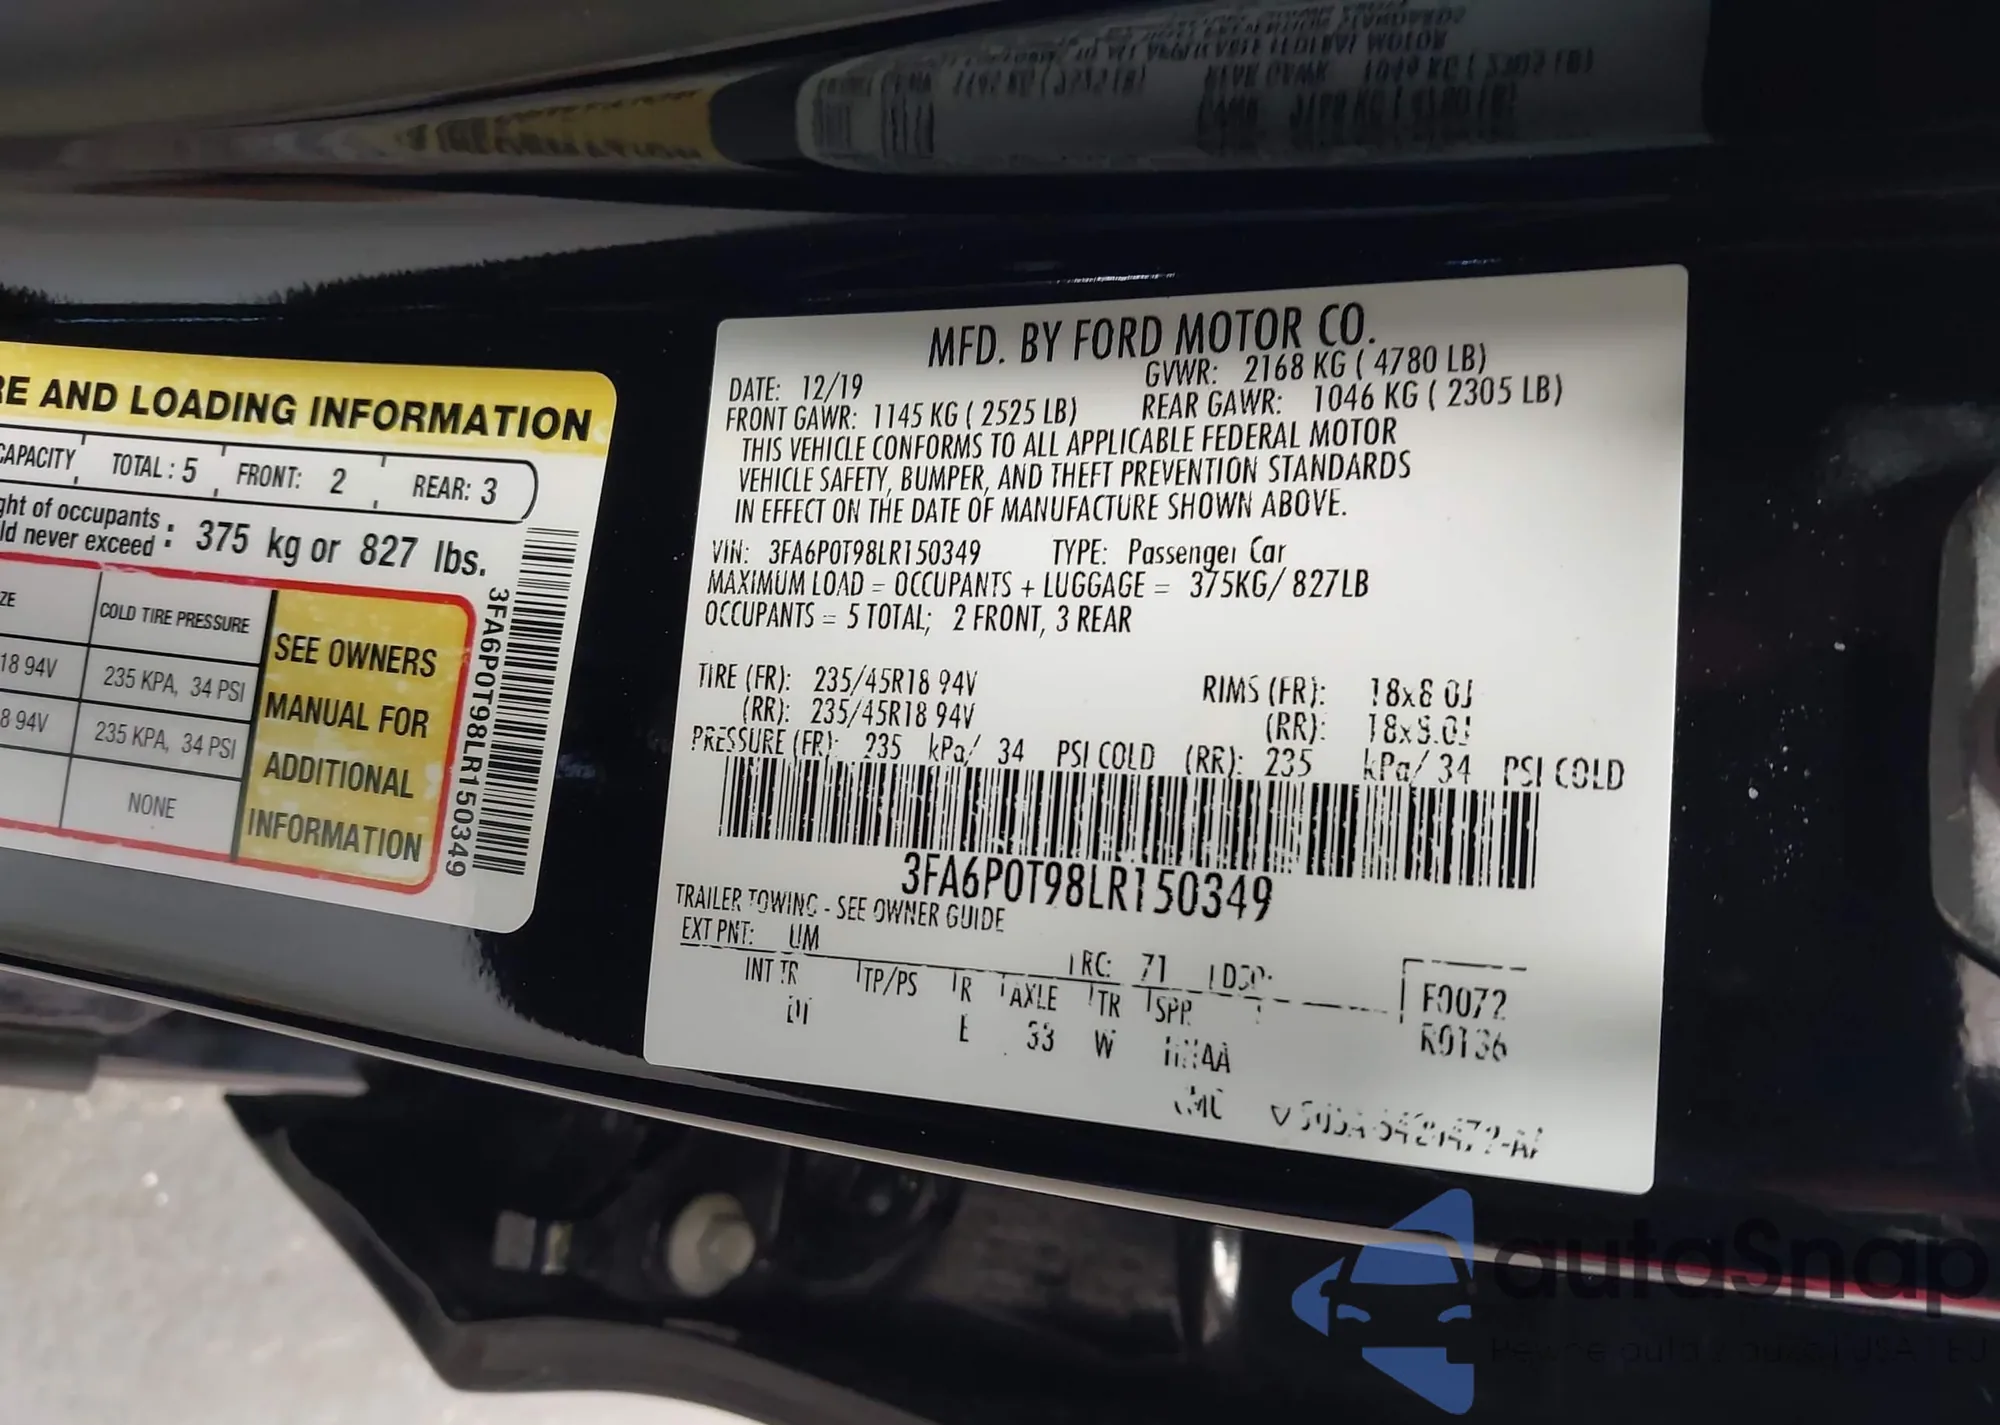 RE AND LOADING INFORMATION
CAPACITY TOTAL : 5 FRONT: 2 REAR: 3
ght of occupants
ld never exceed : 375 kg or 827 lbs.
ZE COLD TIRE PRESSURE
18 94V 235 KPA, 34 PSI
8 94V 235 KPA, 34 PSI
NONE
SEE OWNERS
MANUAL FOR
ADDITIONAL
INFORMATION
3FA6P0T98LR150349
MFD. BY FORD MOTOR CO.
DATE: 12/19 GVWR: 2168 KG ( 4780 LB)
FRONT GAWR: 1145 KG ( 2525 LB) REAR GAWR: 1046 KG ( 2305 LB)
THIS VEHICLE CONFORMS TO ALL APPLICABLE FEDERAL MOTOR
VEHICLE SAFETY, BUMPER, AND THEFT PREVENTION STANDARDS
IN EFFECT ON THE DATE OF MANUFACTURE SHOWN ABOVE.
VIN: 3FA6P0T98LR150349 TYPE: Passenger Car
MAXIMUM LOAD = OCCUPANTS + LUGGAGE = 375KG/ 827LB
OCCUPANTS = 5 TOTAL; 2 FRONT, 3 REAR
TIRE (FR): 235/45R18 94V RIMS (FR): 18x8.0J
(RR): 235/45R18 94V (RR): 18x8.0J
PRESSURE (FR): 235 kPa/ 34 PSI COLD (RR): 235 kPa/ 34 PSI COLD
3FA6P0T98LR150349
TRAILER TOWING - SEE OWNER GUIDE
EXT PNT: UM RC: 71 DSO:
INT TR TP/PS R AXLE TR SPR F0072
E 33 W R0136
autoSnap